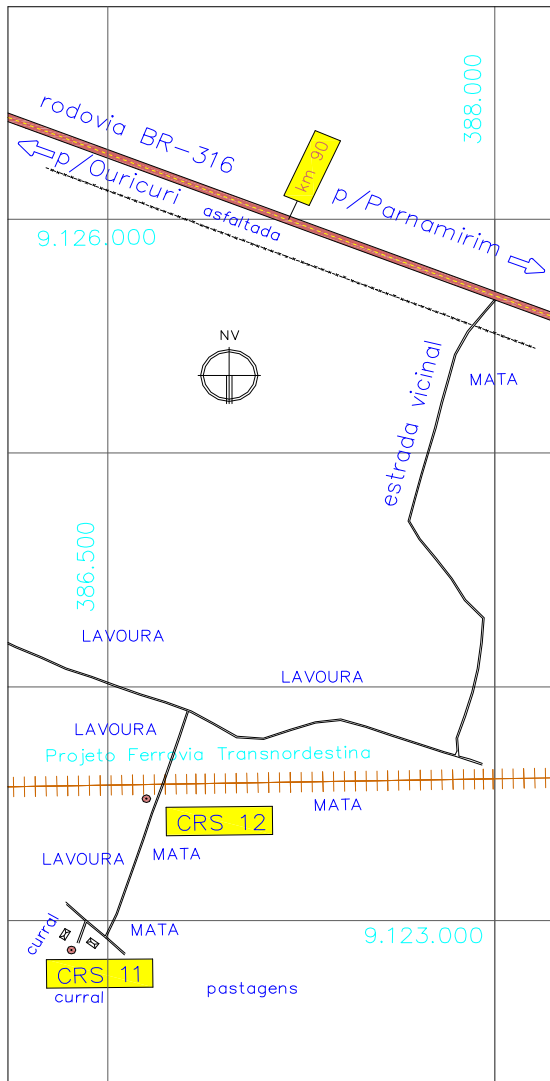 388.000
rodovia BR-316
km 90
p/Ouricuri
asfaltada
p/Parnamirim
9.126.000
NV
MATA
estrada vicinal
386.500
LAVOURA
LAVOURA
LAVOURA
Projeto Ferrovia Transnordestina
MATA
CRS 12
LAVOURA
MATA
MATA
curral
9.123.000
CRS 11
curral
pastagens